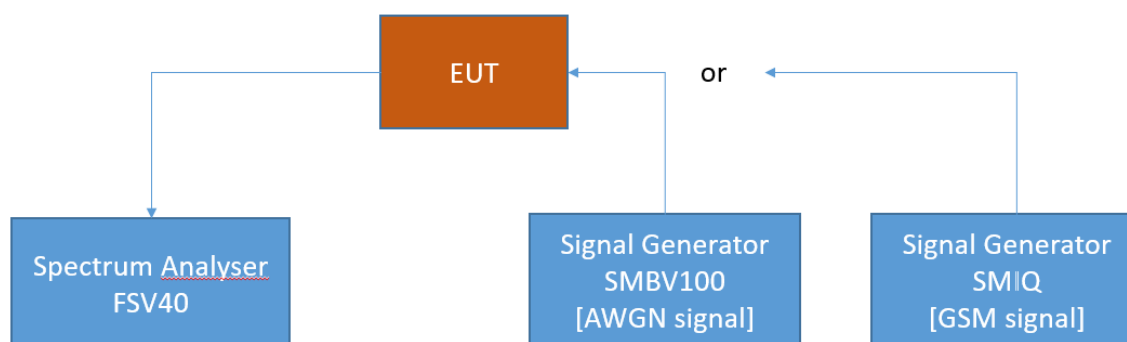 EUT
or
Spectrum Analyser
FSV40
Signal Generator
SMBV100
[AWGN signal]
Signal Generator
SMIQ
[GSM signal]